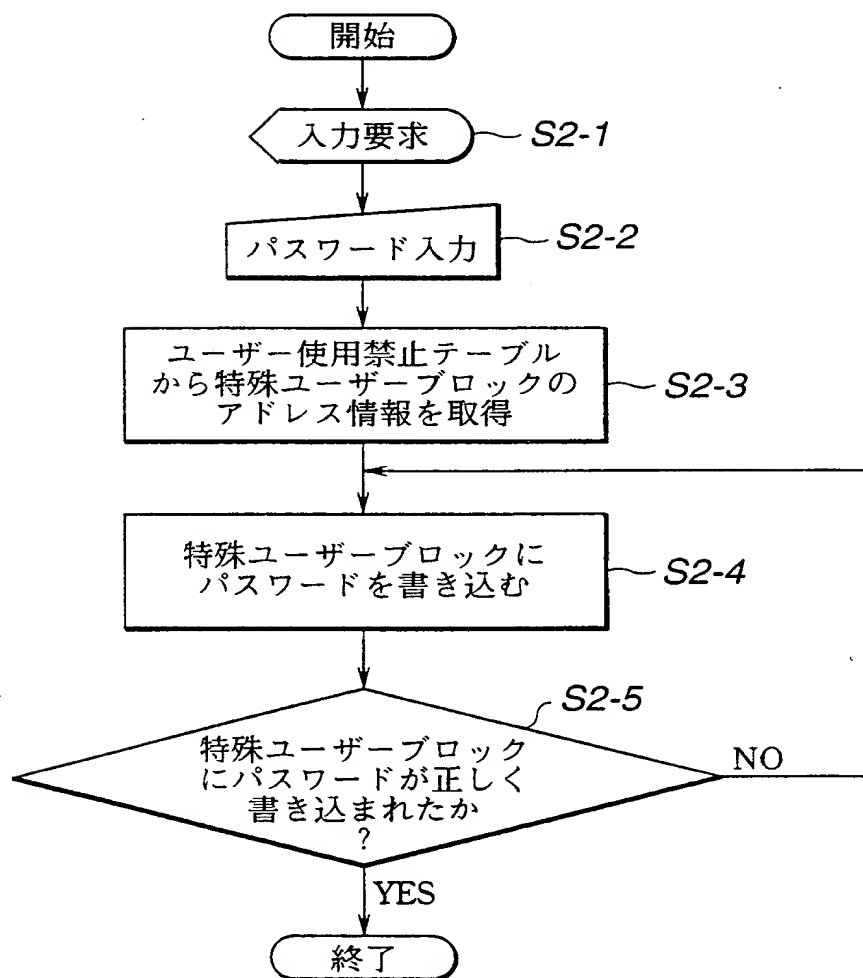 開始
入力要求
S2-1
パスワード入力
S2-2
ユーザー使用禁止テーブル
から特殊ユーザーブロックの
アドレス情報を取得
S2-3
特殊ユーザーブロックに
パスワードを書き込む
S2-4
S2-5
特殊ユーザーブロック
にパスワードが正しく
書き込まれたか
?
NO
YES
終了